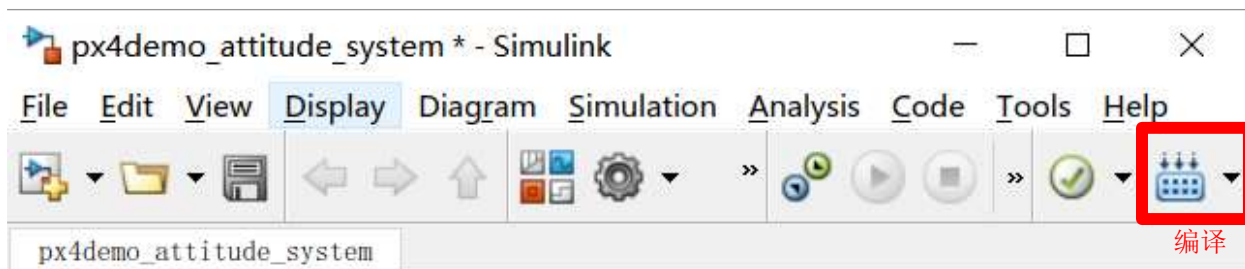 px4demo_attitude_system * - Simulink
File Edit View Display Diagram Simulation Analysis Code Tools Help
» »
px4demo_attitude_system
编译